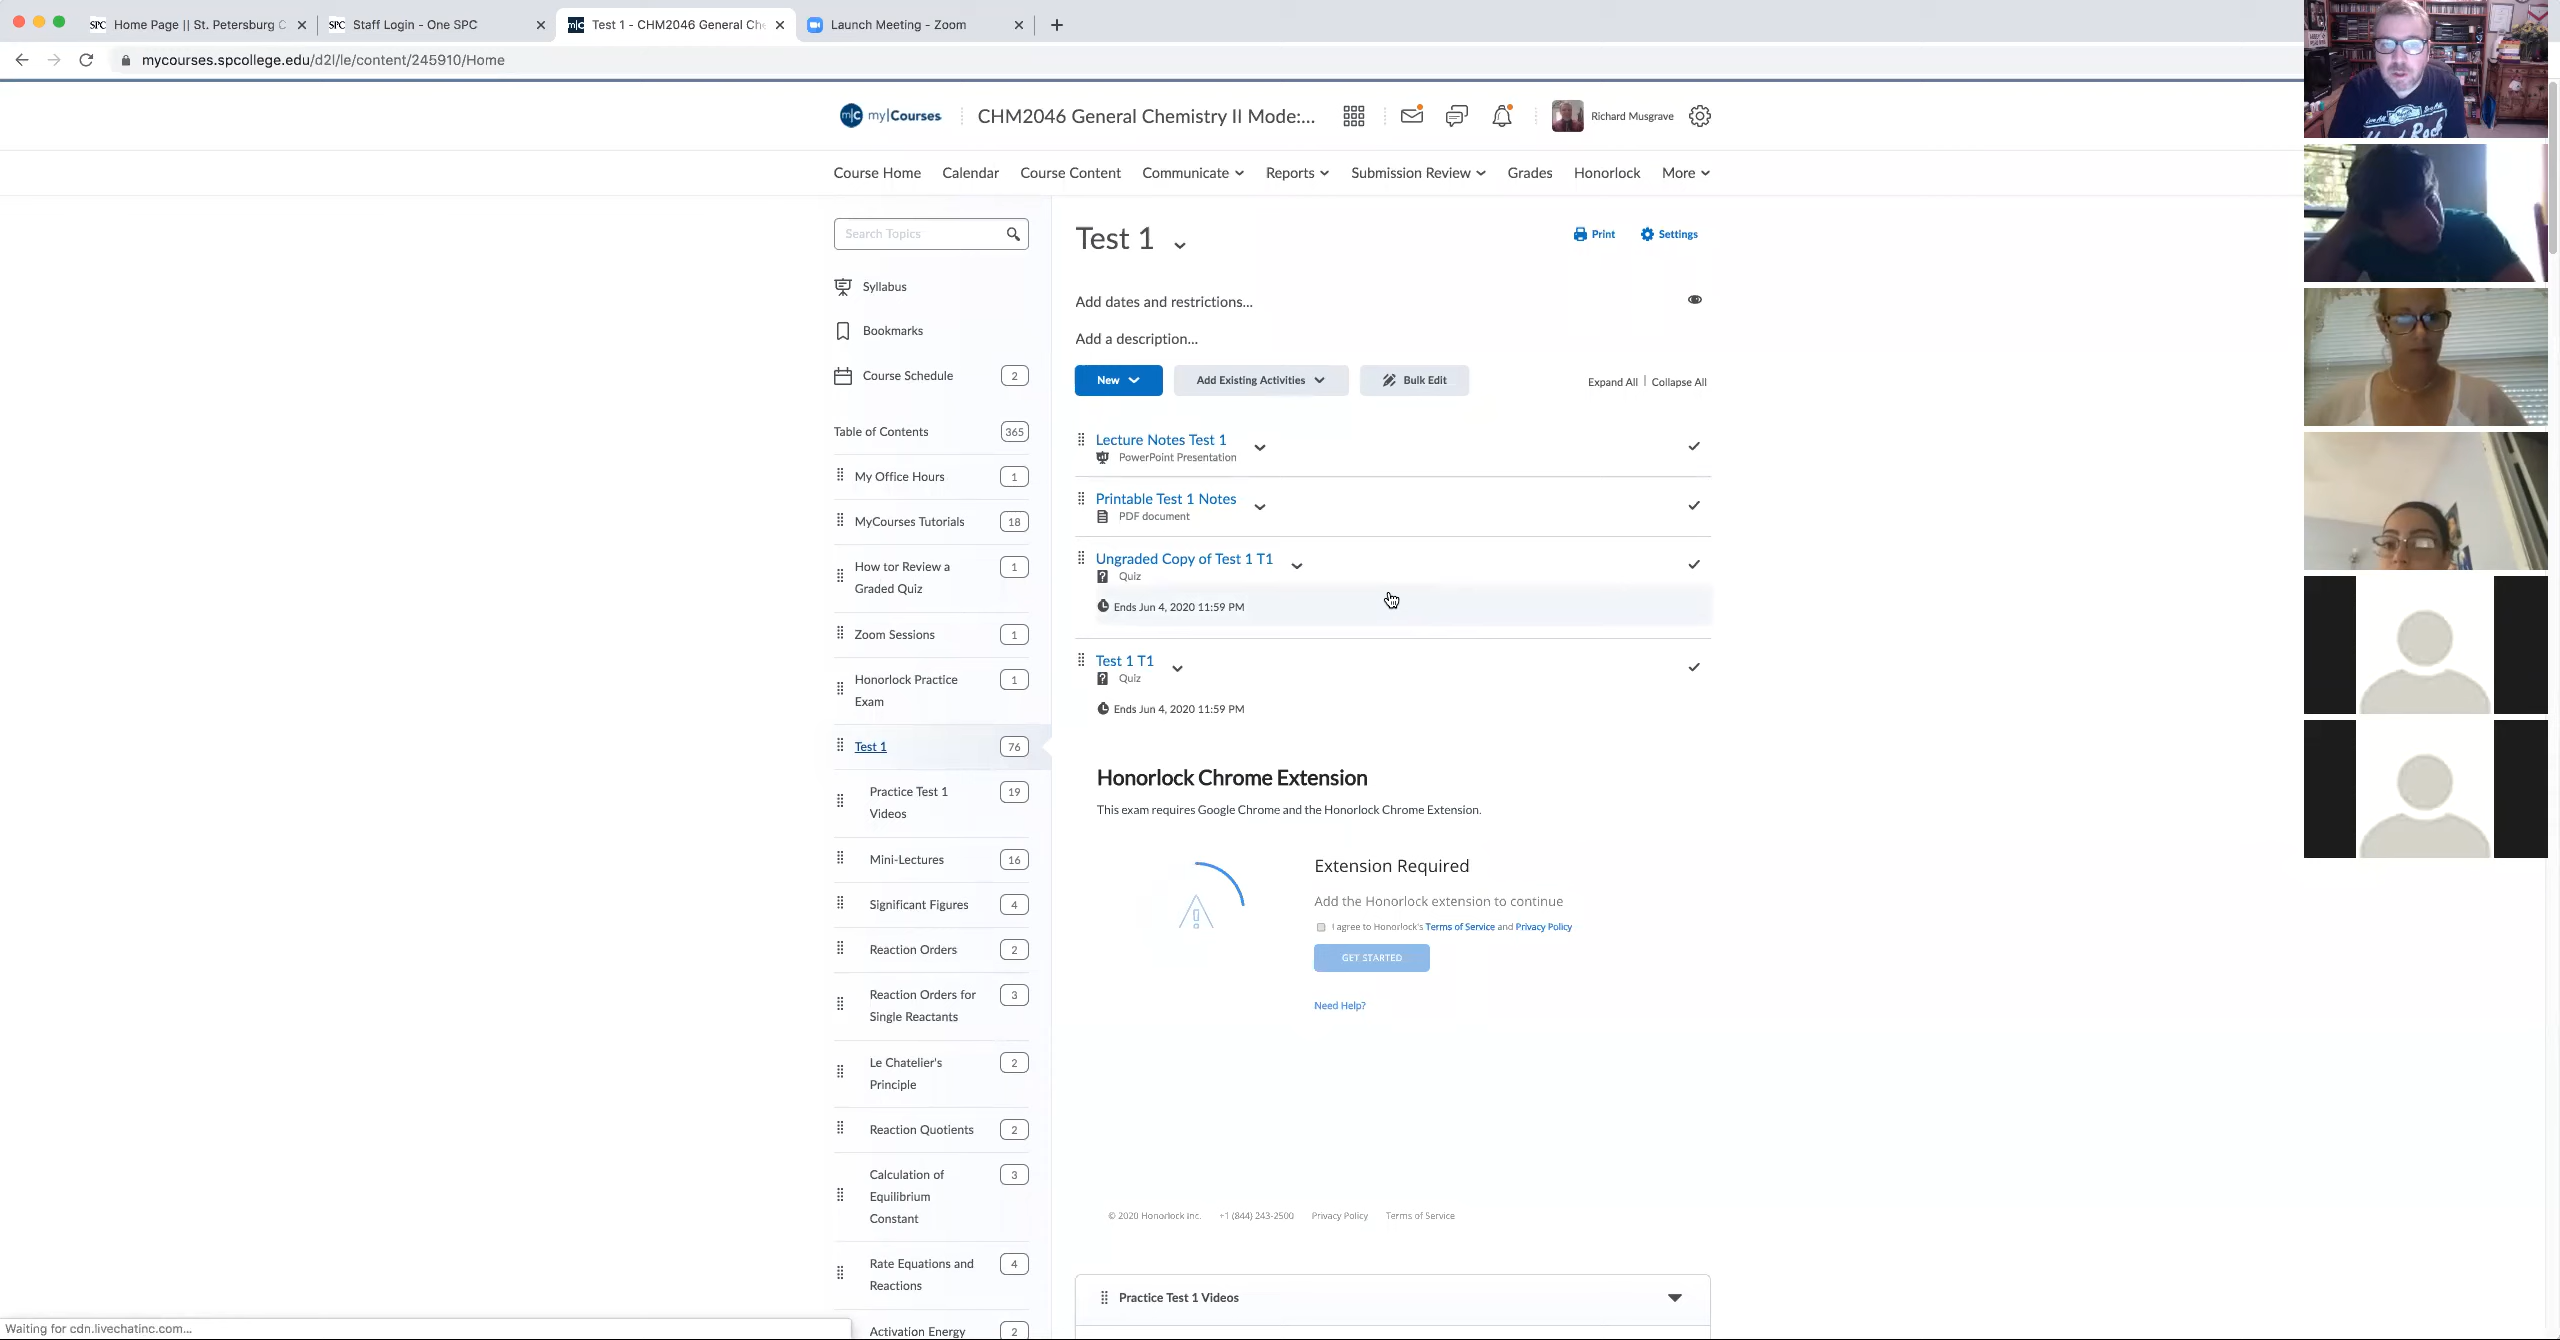 Home Page || St. Petersburg C
Staff Login - One SPC
Test 1 - CHM2046 General Che
Launch Meeting - Zoom
mycourses.spcollege.edu/d2l/le/content/245910/Home
my|Courses
CHM2046 General Chemistry II Mode:...
Richard Musgrave
Course Home
Calendar
Course Content
Communicate
Reports
Submission Review
Grades
Honorlock
More
Search Topics
Syllabus
Bookmarks
Course Schedule
2
Table of Contents
365
My Office Hours
1
MyCourses Tutorials
18
How tor Review a
Graded Quiz
1
Zoom Sessions
1
Honorlock Practice
Exam
1
Test 1
76
Practice Test 1
Videos
19
Mini-Lectures
16
Significant Figures
4
Reaction Orders
2
Reaction Orders for
Single Reactants
3
Le Chatelier's
Principle
2
Reaction Quotients
2
Calculation of
Equilibrium
Constant
3
Rate Equations and
Reactions
4
Activation Energy
2
Test 1
Print
Settings
Add dates and restrictions...
Add a description...
New
Add Existing Activities
Bulk Edit
Expand All | Collapse All
Lecture Notes Test 1
PowerPoint Presentation
Printable Test 1 Notes
PDF document
Ungraded Copy of Test 1 T1
Quiz
Ends Jun 4, 2020 11:59 PM
Test 1 T1
Quiz
Ends Jun 4, 2020 11:59 PM
Honorlock Chrome Extension
This exam requires Google Chrome and the Honorlock Chrome Extension.
Extension Required
Add the Honorlock extension to continue
I agree to Honorlock's Terms of Service and Privacy Policy
GET STARTED
Need Help?
© 2020 Honorlock Inc.
+1 (844) 243-2500
Privacy Policy
Terms of Service
Practice Test 1 Videos
Waiting for cdn.livechatinc.com...